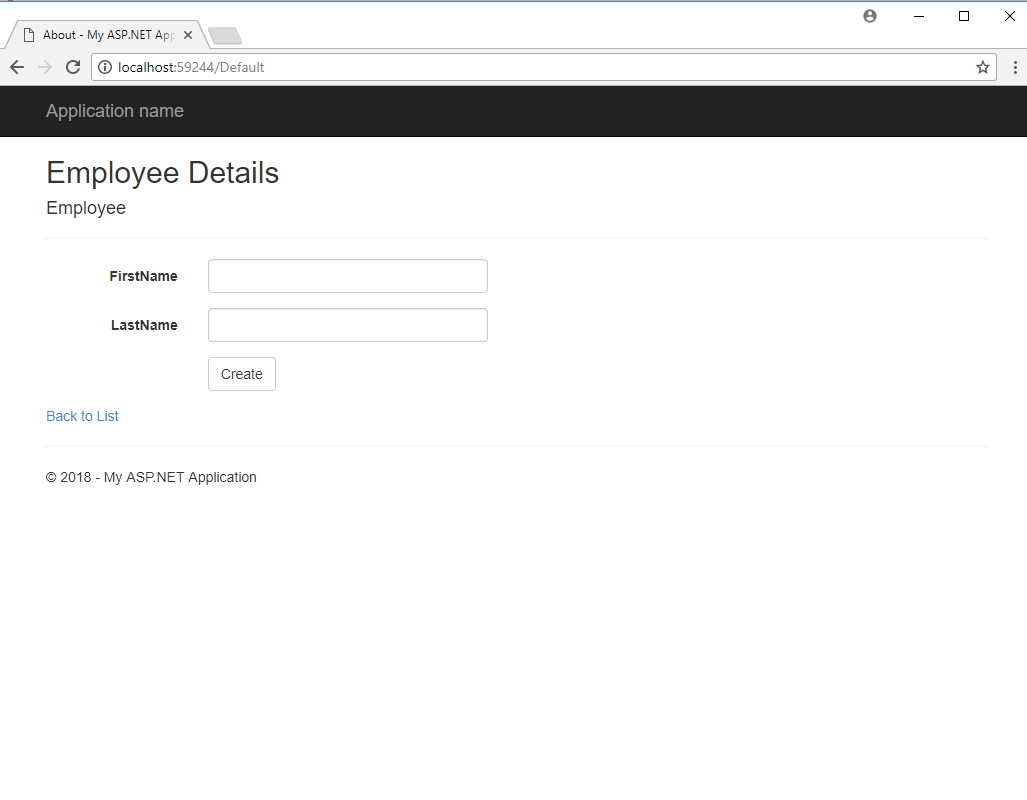 About - My ASP.NET App
localhost:59244/Default
Application name
Employee Details
Employee
FirstName
LastName
Create
Back to List
© 2018 - My ASP.NET Application